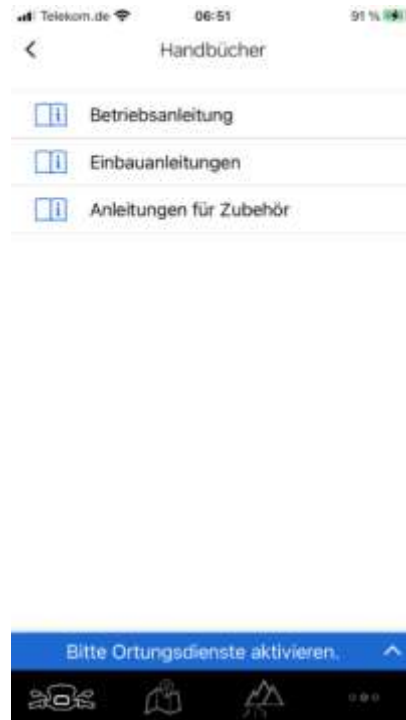 Telekom.de 06:51 91 %
Handbücher
Betriebsanleitung
Einbauanleitungen
Anleitungen für Zubehör
Bitte Ortungsdienste aktivieren.